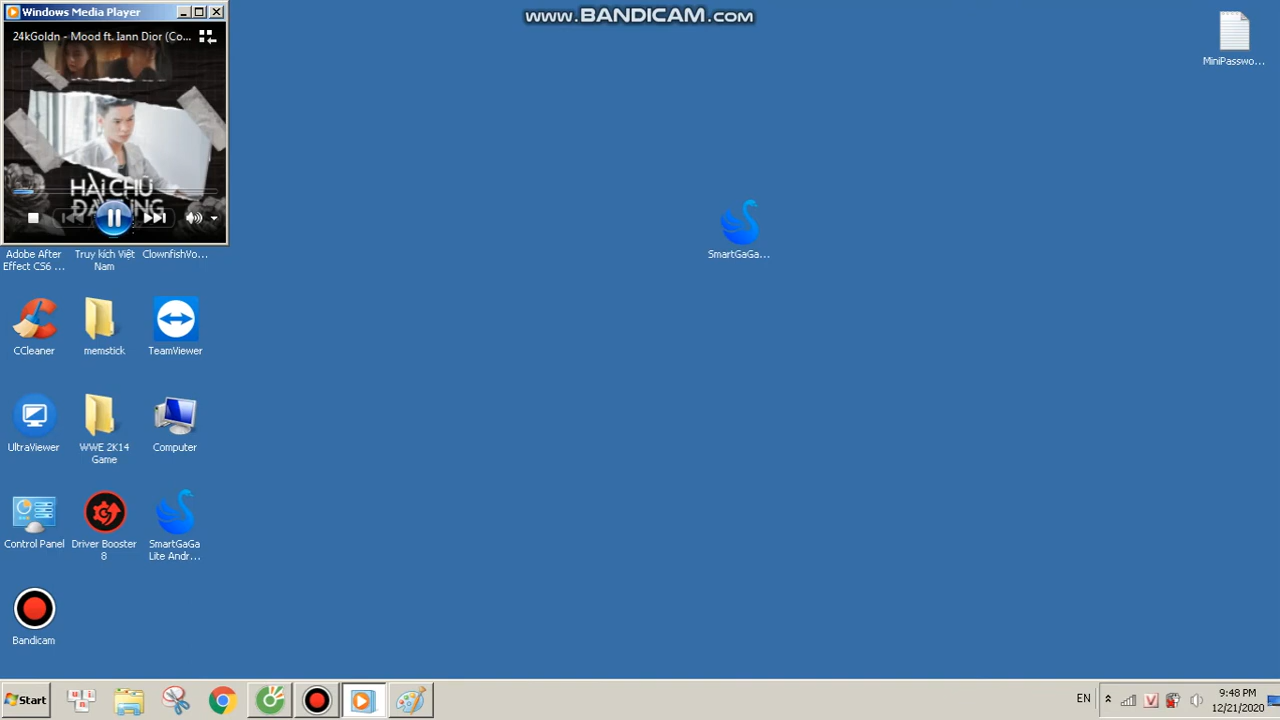 Windows Media Player
24kGoldn - Mood ft. Iann Dior (Co...
HAI CHỮ
www.BANDICAM.com
MiniPasswo...
SmartGaGa...
Adobe After
Effect CS6 ...
Truy kích Việt
Nam
ClownfishVo...
CCleaner
memstick
TeamViewer
UltraViewer
WWE 2K14
Game
Computer
Control Panel
Driver Booster
8
SmartGaGa
Lite Andr...
Bandicam
Start
EN
9:48 PM
12/21/2020